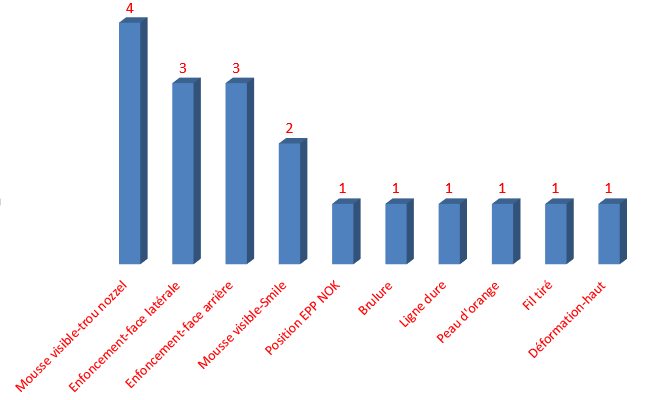 4
3
3
2
1
1
1
1
1
1
Mousse visible-trou nozzel
Enfoncement-face latérale
Enfoncement-face arrière
Mousse visible-Smile
Position EPP NOK
Brulure
Ligne dure
Peau d'orange
Fil tiré
Déformation-haut